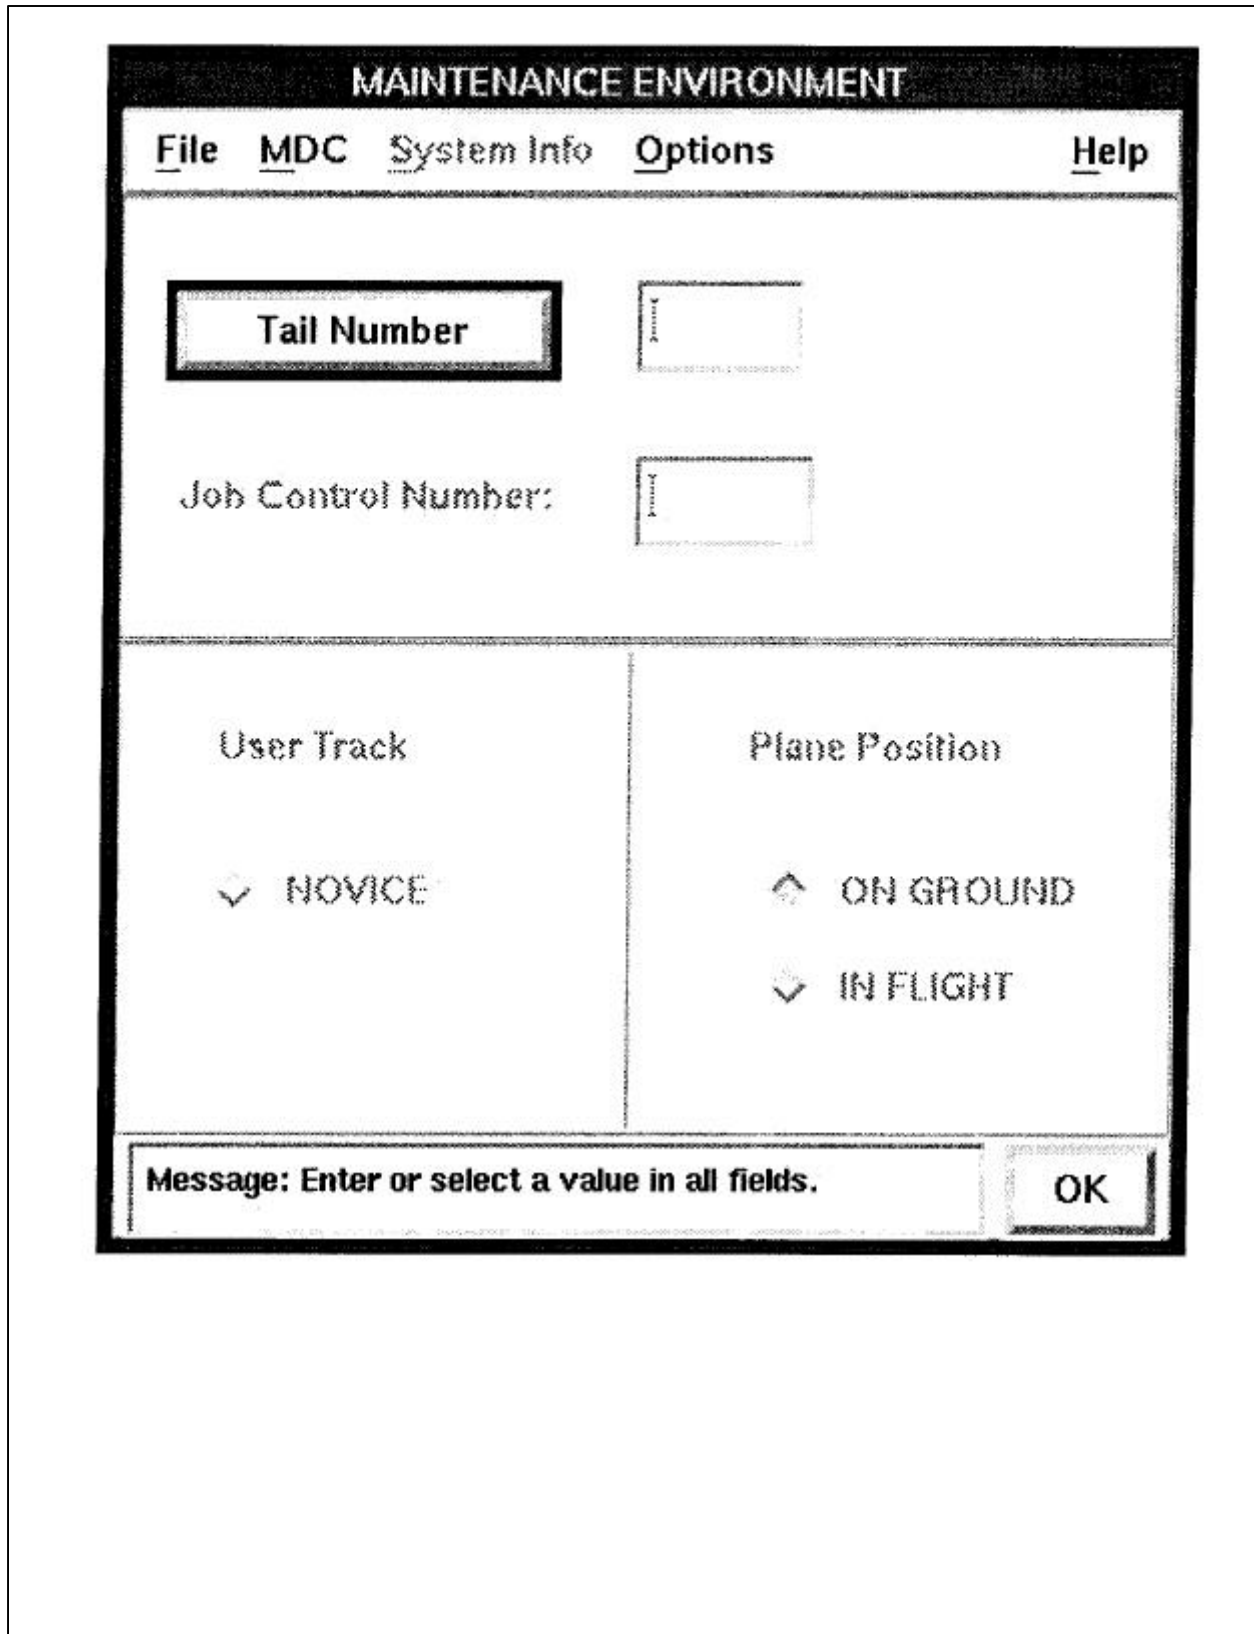 MAINTENANCE ENVIRONMENT
File MDC System Info Options Help
Tail Number
Job Control Number:
User Track
Plane Position
NOVICE
ON GROUND
IN FLIGHT
Message: Enter or select a value in all fields.
OK